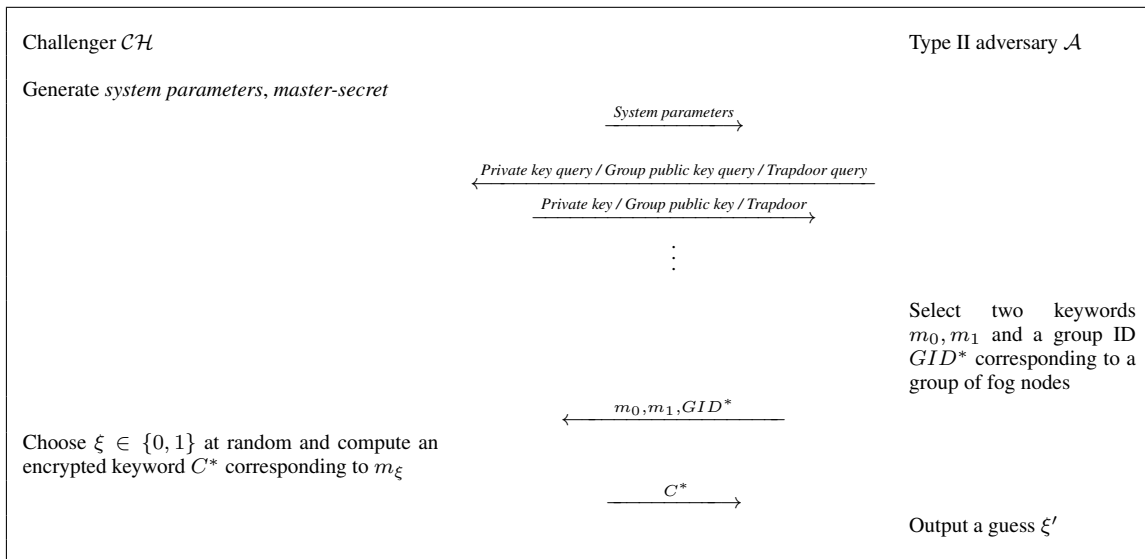 Challenger 𝒞ℋ
Type II adversary 𝒜
Generate system parameters, master-secret
System parameters
Private key query / Group public key query / Trapdoor query
Private key / Group public key / Trapdoor
⋮
Select two keywords
m₀, m₁ and a group ID
GID* corresponding to a
group of fog nodes
m₀,m₁,GID*
Choose ξ ∈ {0, 1} at random and compute an
encrypted keyword C* corresponding to m_ξ
C*
Output a guess ξ′